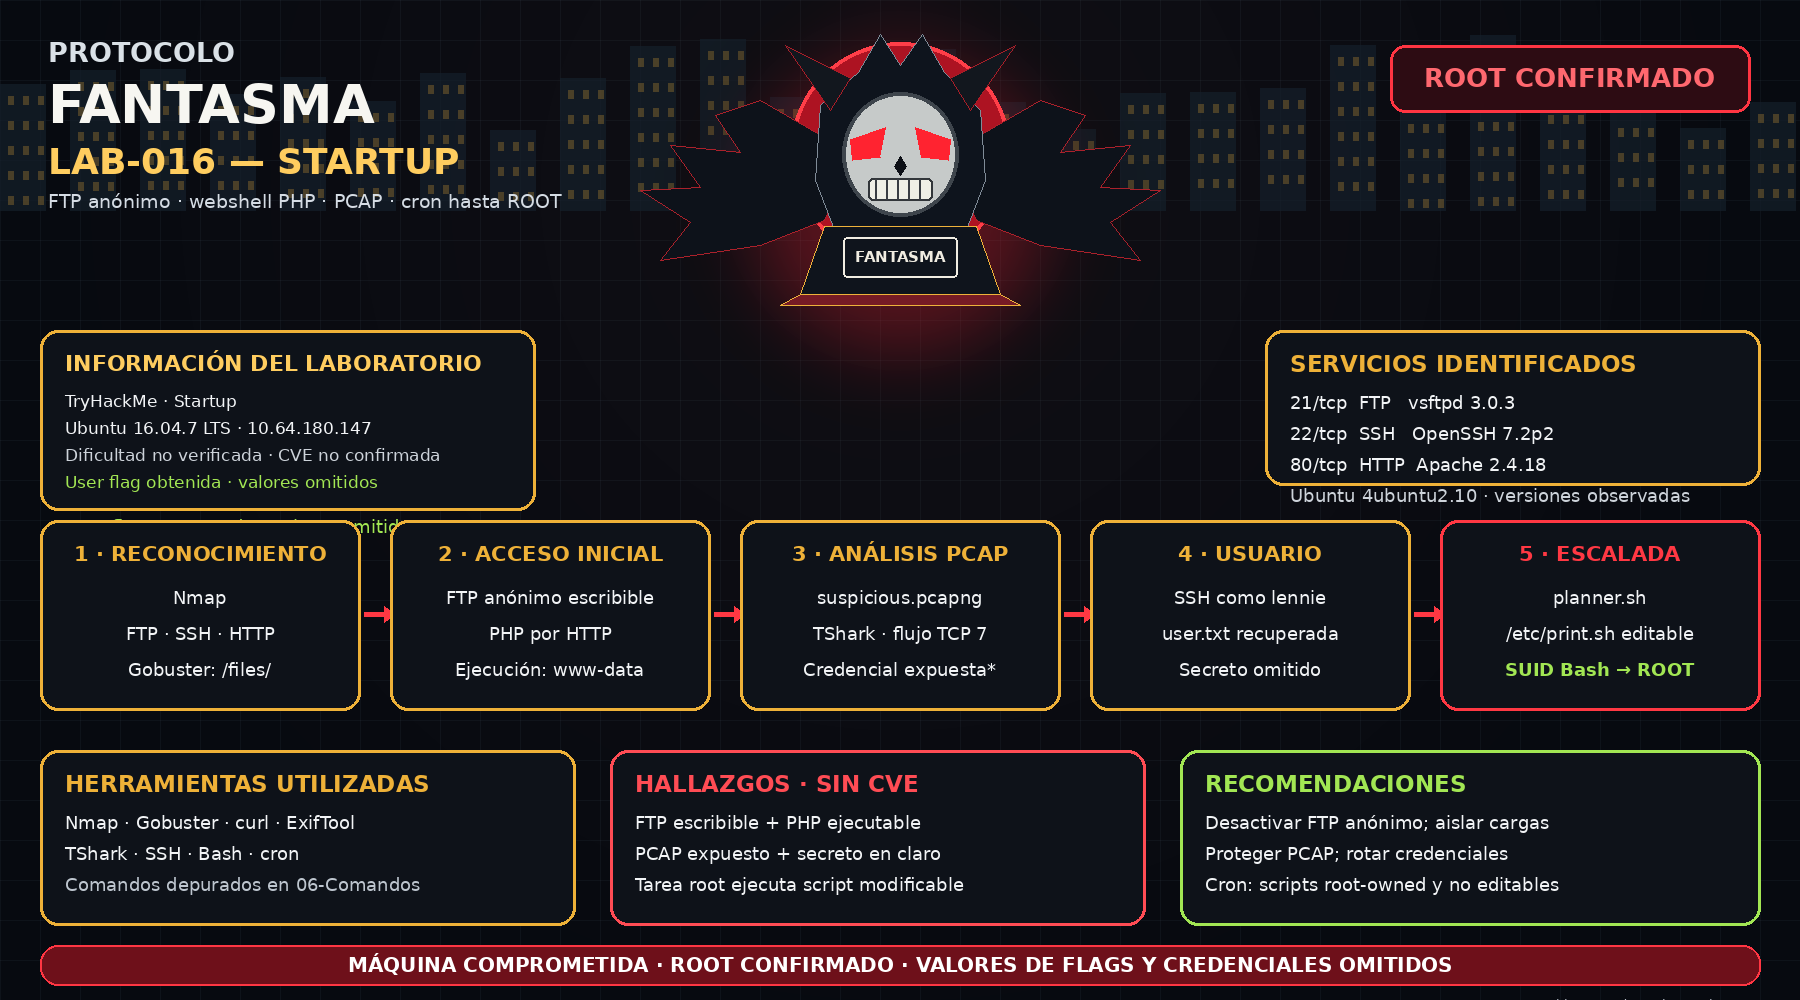 PROTOCOLO
FANTASMA
LAB-016 — STARTUP
FTP anónimo · webshell PHP · PCAP · cron hasta ROOT
FANTASMA
ROOT CONFIRMADO
INFORMACIÓN DEL LABORATORIO
TryHackMe · Startup
Ubuntu 16.04.7 LTS · 10.64.180.147
Dificultad no verificada · CVE no confirmada
User flag obtenida · valores omitidos
SERVICIOS IDENTIFICADOS
21/tcp FTP vsftpd 3.0.3
22/tcp SSH OpenSSH 7.2p2
80/tcp HTTP Apache 2.4.18
Ubuntu 4ubuntu2.10 · versiones observadas
1 · RECONOCIMIENTO
Nmap
FTP · SSH · HTTP
Gobuster: /files/
2 · ACCESO INICIAL
FTP anónimo escribible
PHP por HTTP
Ejecución: www-data
3 · ANÁLISIS PCAP
suspicious.pcapng
TShark · flujo TCP 7
Credencial expuesta*
4 · USUARIO
SSH como lennie
user.txt recuperada
Secreto omitido
5 · ESCALADA
planner.sh
/etc/print.sh editable
SUID Bash → ROOT
HERRAMIENTAS UTILIZADAS
Nmap · Gobuster · curl · ExifTool
TShark · SSH · Bash · cron
Comandos depurados en 06-Comandos
HALLAZGOS · SIN CVE
FTP escribible + PHP ejecutable
PCAP expuesto + secreto en claro
Tarea root ejecuta script modificable
RECOMENDACIONES
Desactivar FTP anónimo; aislar cargas
Proteger PCAP; rotar credenciales
Cron: scripts root-owned y no editables
MÁQUINA COMPROMETIDA · ROOT CONFIRMADO · VALORES DE FLAGS Y CREDENCIALES OMITIDOS